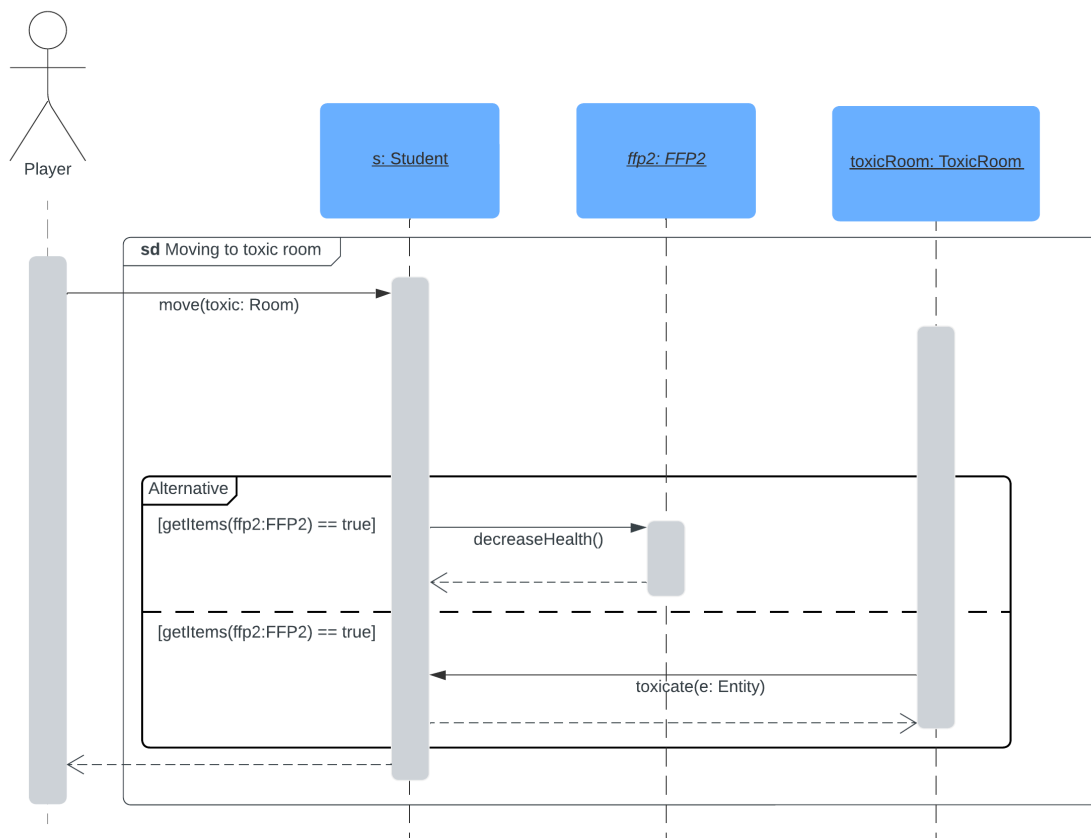 Player
s: Student
ffp2: FFP2
toxicRoom: ToxicRoom
sd Moving to toxic room
move(toxic: Room)
Alternative
[getItems(ffp2:FFP2) == true]
decreaseHealth()
[getItems(ffp2:FFP2) == true]
toxicate(e: Entity)